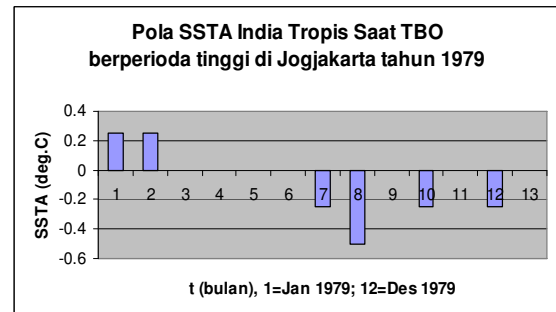 Pola SSTA India Tropis Saat TBO
berperioda tinggi di Jogjakarta tahun 1979
SSTA (deg.C)
0.4
0.2
0
-0.2
-0.4
-0.6
1 2 3 4 5 6 7 8 9 10 11 12 13
t (bulan), 1=Jan 1979; 12=Des 1979